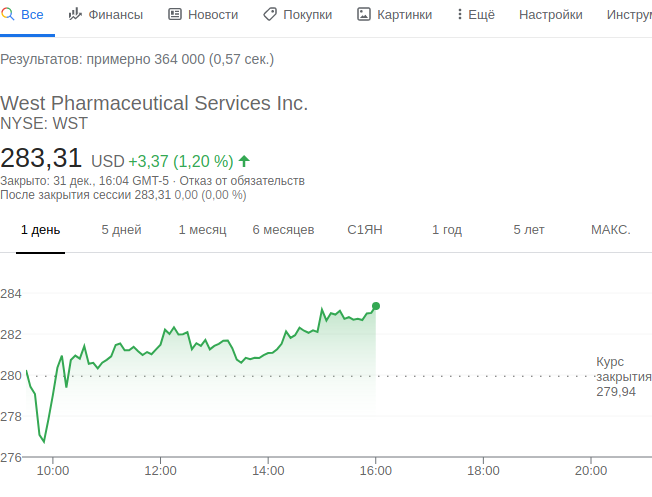 Все Финансы Новости Покупки Картинки Ещё Настройки
Результатов: примерно 364 000 (0,57 сек.)
West Pharmaceutical Services Inc.
NYSE: WST
283,31 USD +3,37 (1,20 %)
Закрыто: 31 дек., 16:04 GMT-5 · Отказ от обязательств
После закрытия сессии 283,31 0,00 (0,00 %)
1 день 5 дней 1 месяц 6 месяцев С1ЯН 1 год 5 лет МАКС.
284
282
280
278
276
Курс
закрытия
279,94
10:00 12:00 14:00 16:00 18:00 20:00